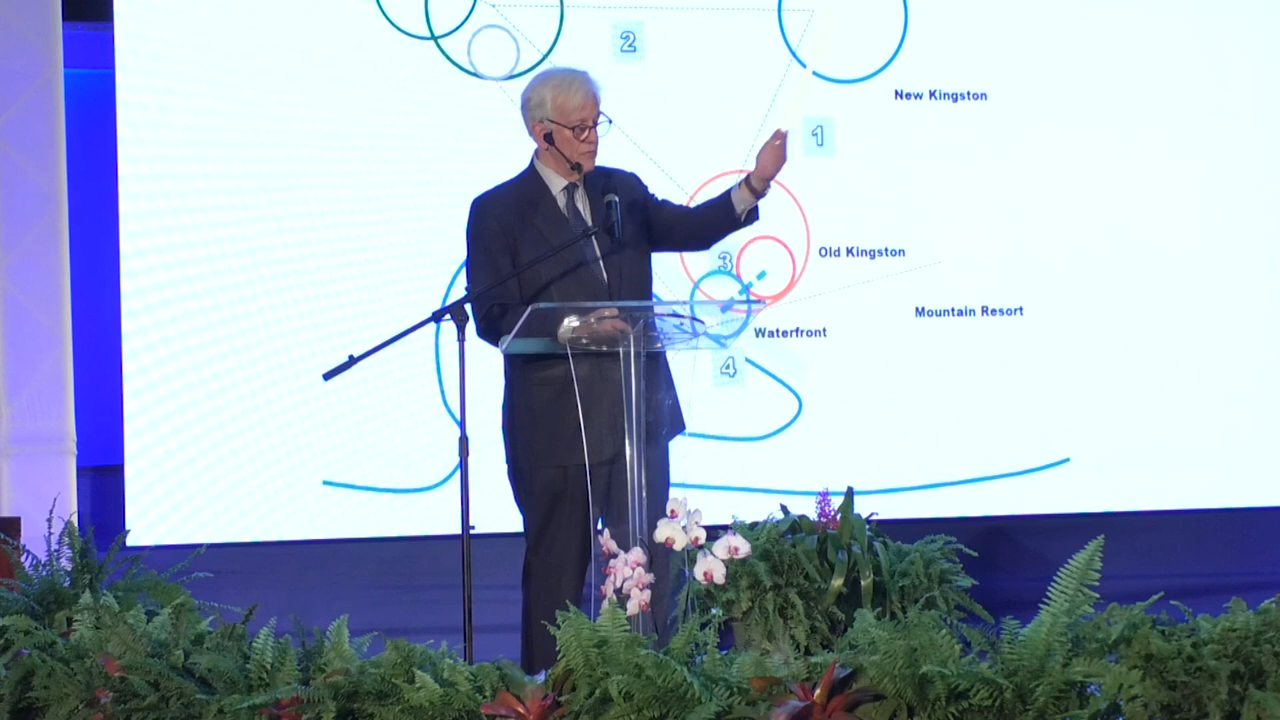 2
New Kingston
1
Old Kingston
3
Mountain Resort
Waterfront
4